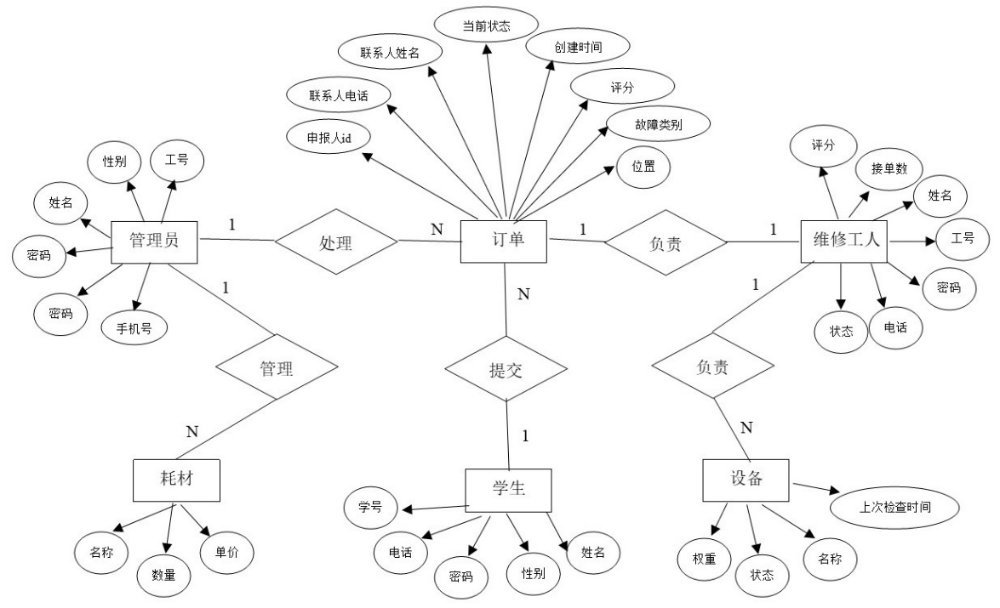 当前状态
联系人姓名
创建时间
联系人电话
评分
申报人id
故障类别
位置
性别
工号
姓名
密码
密码
手机号
管理员
1
处理
N
订单
1
负责
1
维修工人
评分
接单数
姓名
工号
密码
电话
状态
1
管理
N
N
提交
1
1
负责
N
耗材
名称
数量
单价
学生
学号
电话
密码
性别
姓名
设备
上次检查时间
权重
状态
名称